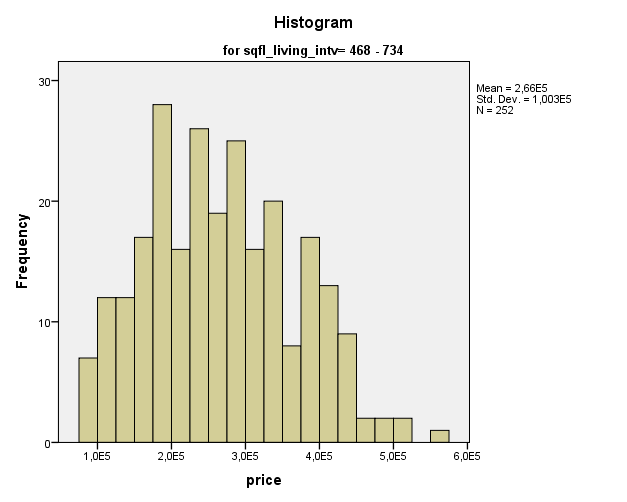 Histogram
for sqfl_living_intv= 468 - 734
Mean = 2,66E5
Std. Dev. = 1,003E5
N = 252
30
20
10
0
Frequency
1,0E5 2,0E5 3,0E5 4,0E5 5,0E5 6,0E5
price